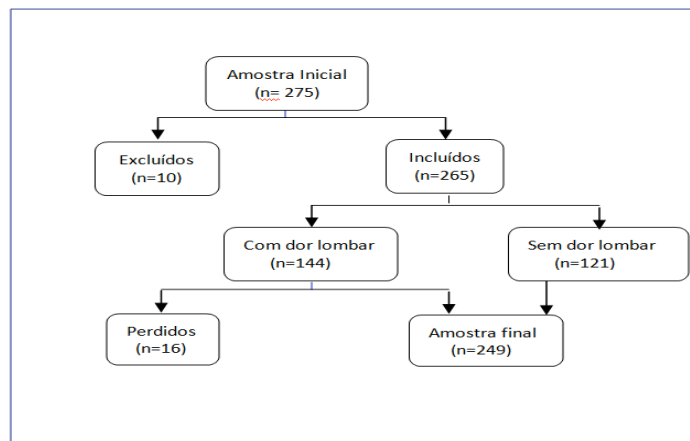 Amostra Inicial
(n= 275)
Excluídos
(n=10)
Incluídos
(n=265)
Com dor lombar
(n=144)
Sem dor lombar
(n=121)
Perdidos
(n=16)
Amostra final
(n=249)